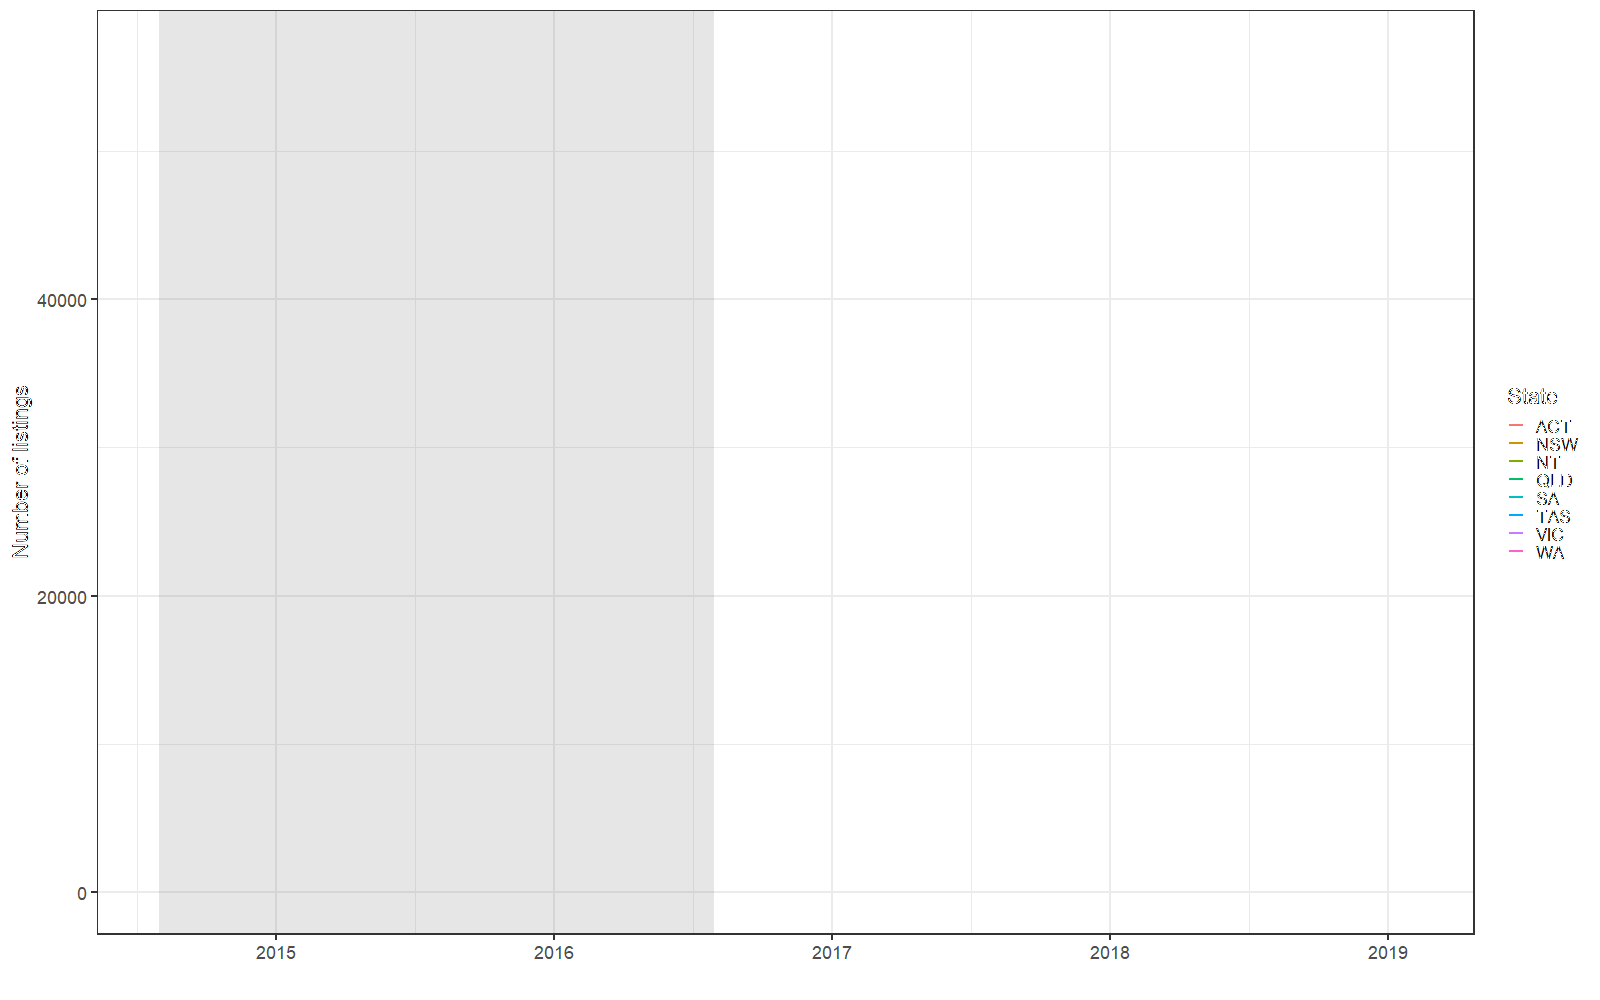 Number of listings
40000
20000
0
2015 2016 2017 2018 2019
State
ACT
NSW
NT
QLD
SA
TAS
VIC
WA